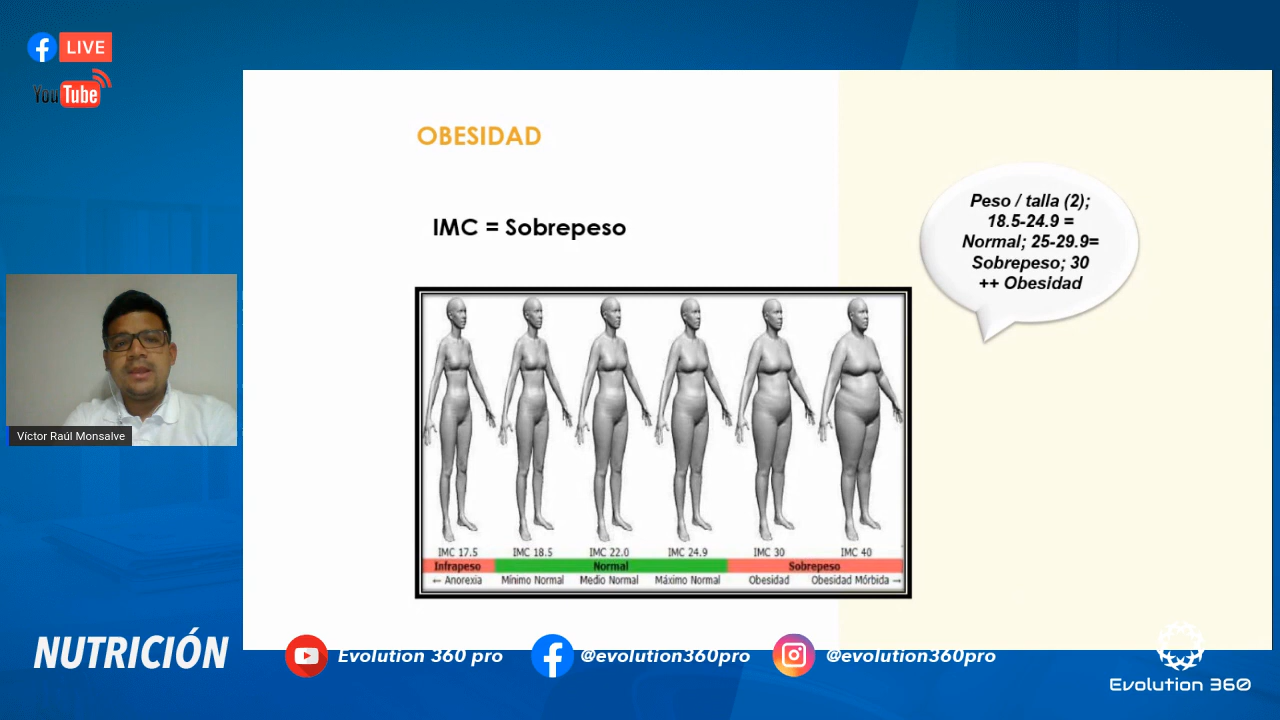 LIVE
YouTube
OBESIDAD
IMC = Sobrepeso
Peso / talla (2);
18.5-24.9 =
Normal; 25-29.9=
Sobrepeso; 30
++ Obesidad
Víctor Raúl Monsalve
IMC 17.5 IMC 18.5 IMC 22.0 IMC 24.9 IMC 30 IMC 40
Infrapeso Normal Sobrepeso
← Anorexia Mínimo Normal Medio Normal Máximo Normal Obesidad Obesidad Mórbida →
NUTRICIÓN
Evolution 360 pro
@evolution360pro
@evolution360pro
Evolution 360